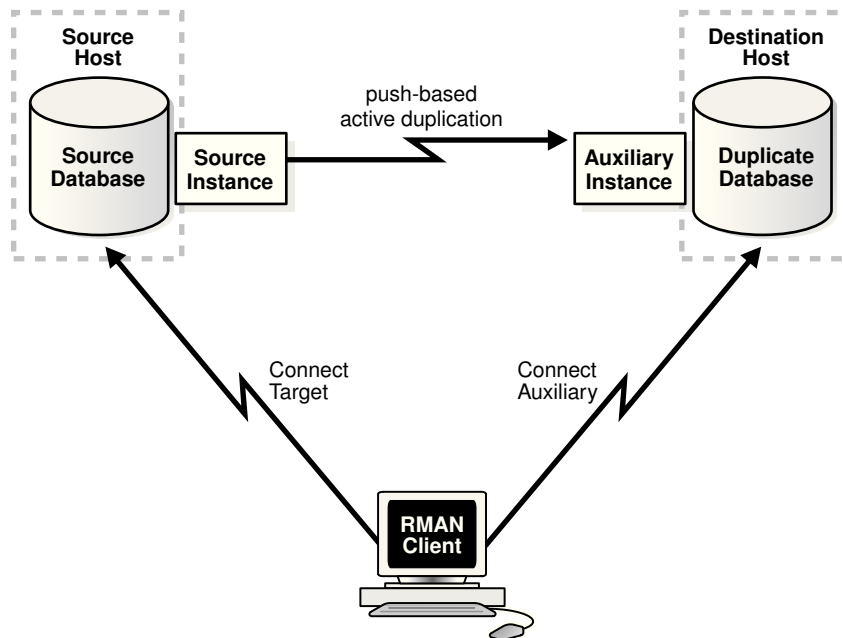 Source
Host
Destination
Host
push-based
active duplication
Source
Database
Source
Instance
Auxiliary
Instance
Duplicate
Database
Connect
Target
Connect
Auxiliary
RMAN
Client